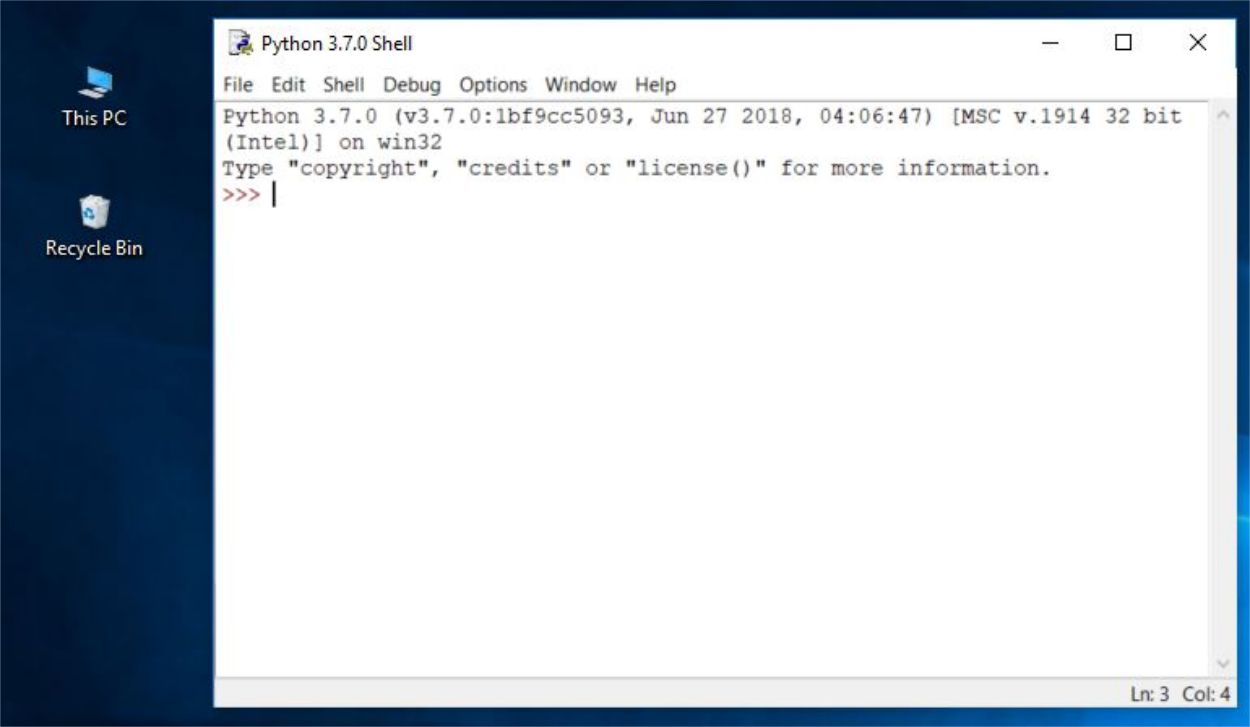 This PC
Recycle Bin
Python 3.7.0 Shell
File Edit Shell Debug Options Window Help
Python 3.7.0 (v3.7.0:1bf9cc5093, Jun 27 2018, 04:06:47) [MSC v.1914 32 bit
(Intel)] on win32
Type "copyright", "credits" or "license()" for more information.
>>>
Ln: 3 Col: 4